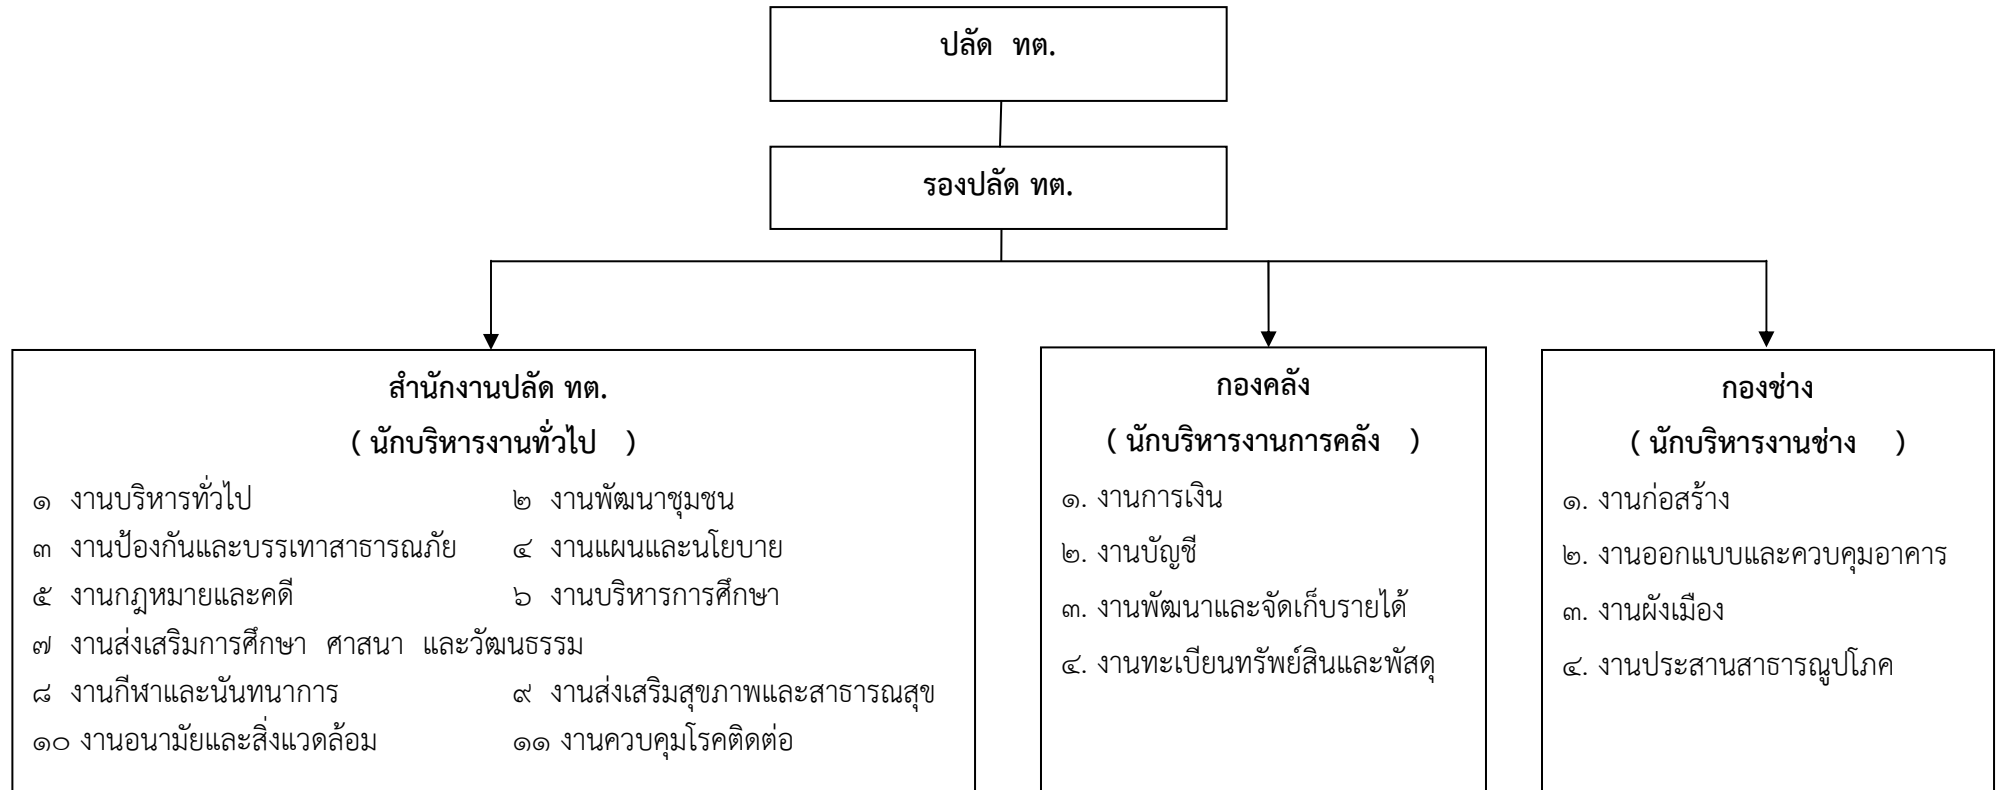 ปลัด ทต.
รองปลัด ทต.
สำนักงานปลัด ทต.
( นักบริหารงานทั่วไป )
๑ งานบริหารทั่วไป ๒ งานพัฒนาชุมชน
๓ งานป้องกันและบรรเทาสาธารณภัย ๔ งานแผนและนโยบาย
๕ งานกฎหมายและคดี ๖ งานบริหารการศึกษา
๗ งานส่งเสริมการศึกษา ศาสนา และวัฒนธรรม
๘ งานกีฬาและนันทนาการ ๙ งานส่งเสริมสุขภาพและสาธารณสุข
๑๐ งานอนามัยและสิ่งแวดล้อม ๑๑ งานควบคุมโรคติดต่อ
กองคลัง
( นักบริหารงานการคลัง )
๑. งานการเงิน
๒. งานบัญชี
๓. งานพัฒนาและจัดเก็บรายได้
๔. งานทะเบียนทรัพย์สินและพัสดุ
กองช่าง
( นักบริหารงานช่าง )
๑. งานก่อสร้าง
๒. งานออกแบบและควบคุมอาคาร
๓. งานผังเมือง
๔. งานประสานสาธารณูปโภค